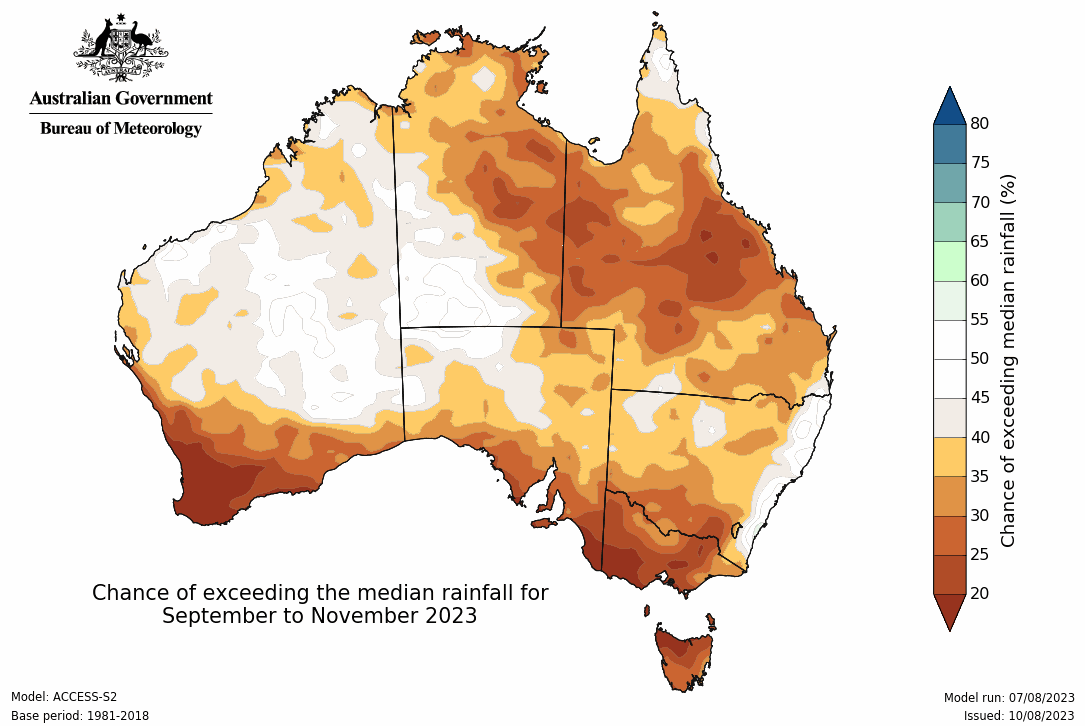 Australian Government
Bureau of Meteorology
80
75
70
65
60
55
50
45
40
35
30
25
20
Chance of exceeding median rainfall (%)
Chance of exceeding the median rainfall for
September to November 2023
Model: ACCESS-S2
Base period: 1981-2018
Model run: 07/08/2023
Issued: 10/08/2023